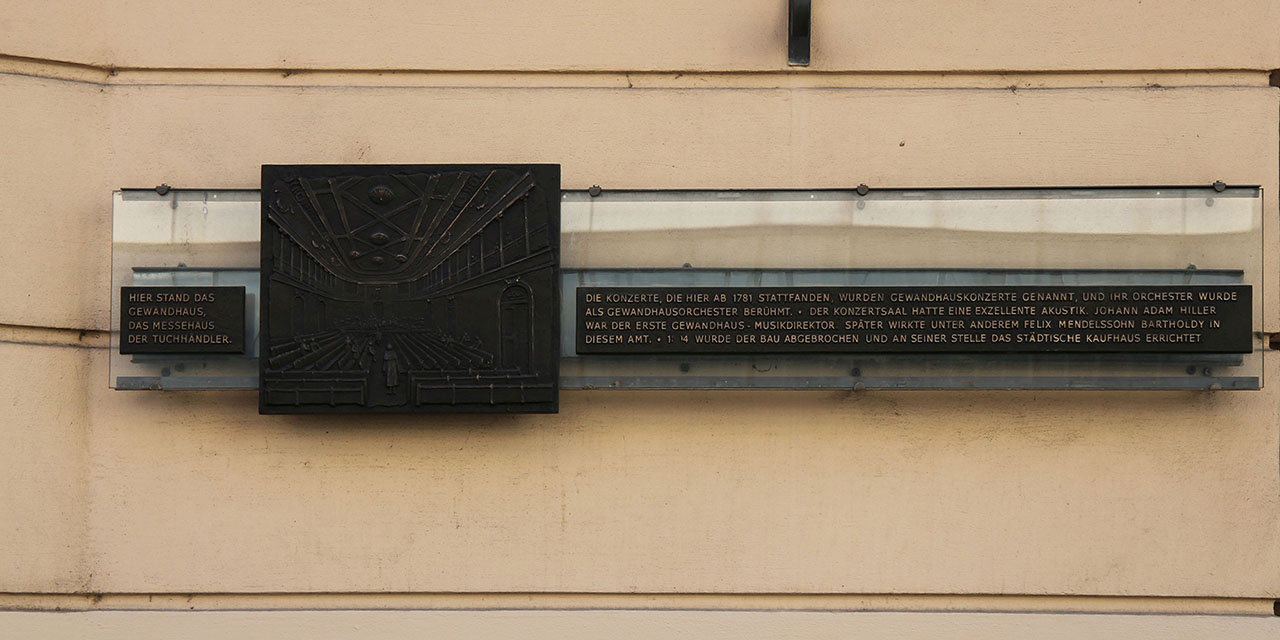 HIER STAND DAS
GEWANDHAUS,
DAS MESSEHAUS
DER TUCHHÄNDLER.
DIE KONZERTE, DIE HIER AB 1781 STATTFANDEN, WURDEN GEWANDHAUSKONZERTE GENANNT, UND IHR ORCHESTER WURDE
ALS GEWANDHAUSORCHESTER BERÜHMT. • DER KONZERTSAAL HATTE EINE EXZELLENTE AKUSTIK. JOHANN ADAM HILLER
WAR DER ERSTE GEWANDHAUS - MUSIKDIREKTOR. SPÄTER WIRKTE UNTER ANDEREM FELIX MENDELSSOHN BARTHOLDY IN
DIESEM AMT. • WURDE DER BAU ABGEBROCHEN UND AN SEINER STELLE DAS STÄDTISCHE KAUFHAUS ERRICHTET